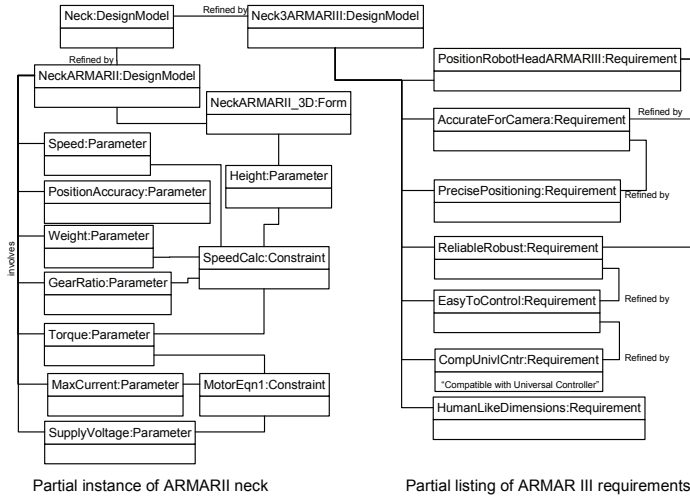 Neck:DesignModel
Refined by
Neck3ARMARIII:DesignModel
Refined by
NeckARMARII:DesignModel
NeckARMARII_3D:Form
Speed:Parameter
Height:Parameter
PositionAccuracy:Parameter
Weight:Parameter
SpeedCalc:Constraint
involves
GearRatio:Parameter
Torque:Parameter
MaxCurrent:Parameter
MotorEqn1:Constraint
SupplyVoltage:Parameter
Partial instance of ARMARII neck
PositionRobotHeadARMARIII:Requirement
Refined by
AccurateForCamera:Requirement
PrecisePositioning:Requirement
Refined by
ReliableRobust:Requirement
EasyToControl:Requirement
Refined by
CompUnivlCntr:Requirement
Refined by
"Compatible with Universal Controller"
HumanLikeDimensions:Requirement
Partial listing of ARMAR III requirements